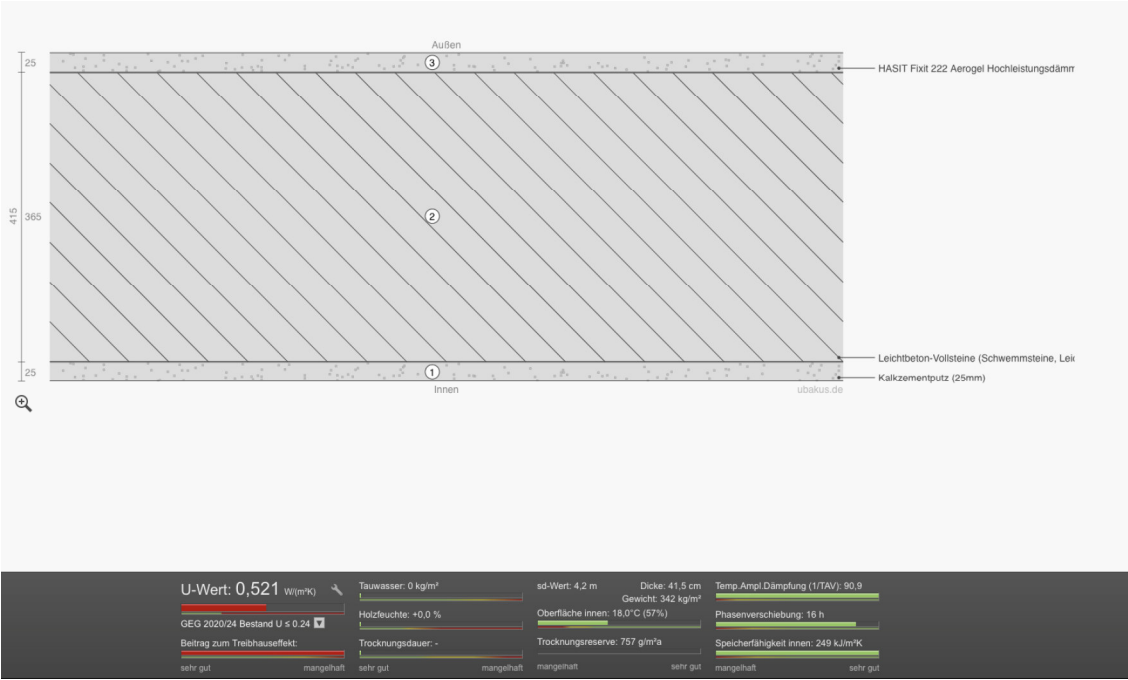 Außen
25
3
HASIT Fixit 222 Aerogel Hochleistungsdämm
415
365
2
Leichtbeton-Vollsteine (Schwemmsteine, Leic
25
1
Kalkzementputz (25mm)
Innen
ubakus.de
U-Wert: 0,521 W/(m²K)
GEG 2020/24 Bestand U ≤ 0.24
Beitrag zum Treibhauseffekt:
sehr gut mangelhaft
Tauwasser: 0 kg/m²
Holzfeuchte: +0,0 %
Trocknungsdauer: -
sehr gut mangelhaft
sd-Wert: 4,2 m Dicke: 41,5 cm
Gewicht: 342 kg/m²
Oberfläche innen: 18,0°C (57%)
Trocknungsreserve: 757 g/m²a
mangelhaft sehr gut
Temp.Ampl.Dämpfung (1/TAV): 90,9
Phasenverschiebung: 16 h
Speicherfähigkeit innen: 249 kJ/m²K
mangelhaft sehr gut